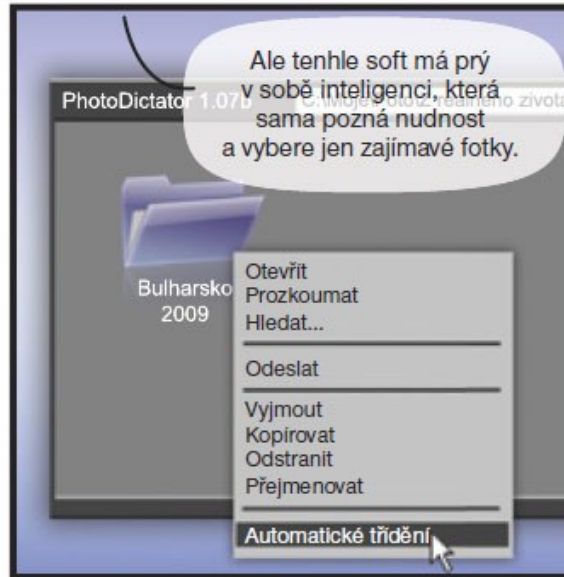 Ale tenhle soft má prý
v sobě inteligenci, která
sama pozná nudnost
a vybere jen zajímavé fotky.
PhotoDictator 1.07b
Bulharsko
2009
Otevřít
Prozkoumat
Hledat...
Odeslat
Vyjmout
Kopírovat
Odstranit
Přejmenovat
Automatické třídění